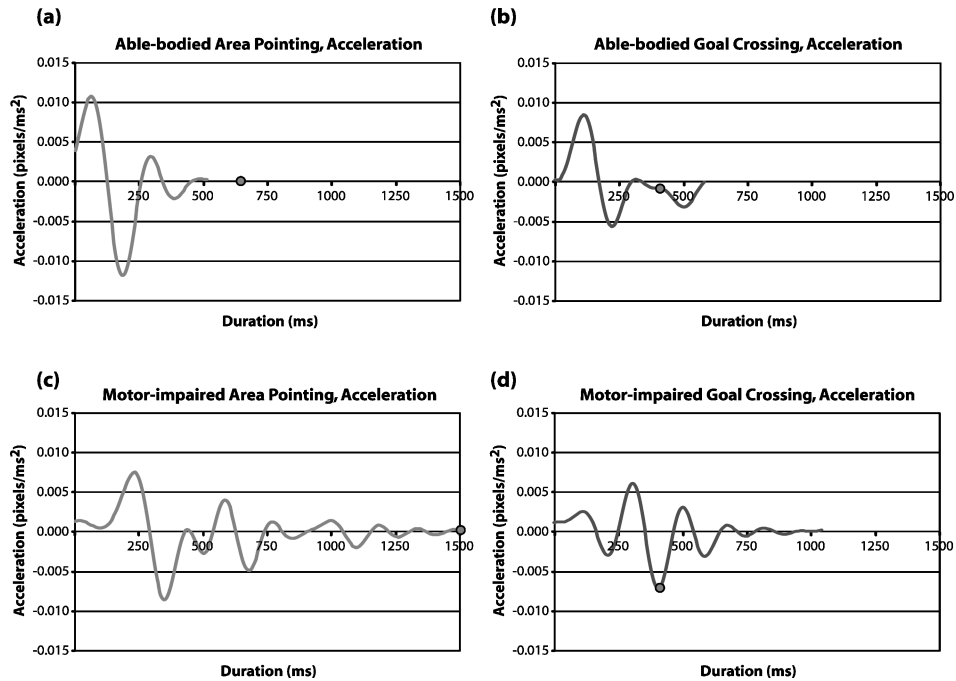 (a)
Able-bodied Area Pointing, Acceleration
Acceleration (pixels/ms²)
0.015
0.010
0.005
0.000
-0.005
-0.010
-0.015
250 500 750 1000 1250 1500
Duration (ms)
(b)
Able-bodied Goal Crossing, Acceleration
Acceleration (pixels/ms²)
0.015
0.010
0.005
0.000
-0.005
-0.010
-0.015
250 500 750 1000 1250 1500
Duration (ms)
(c)
Motor-impaired Area Pointing, Acceleration
Acceleration (pixels/ms²)
0.015
0.010
0.005
0.000
-0.005
-0.010
-0.015
250 500 750 1000 1250 1500
Duration (ms)
(d)
Motor-impaired Goal Crossing, Acceleration
Acceleration (pixels/ms²)
0.015
0.010
0.005
0.000
-0.005
-0.010
-0.015
250 500 750 1000 1250 1500
Duration (ms)